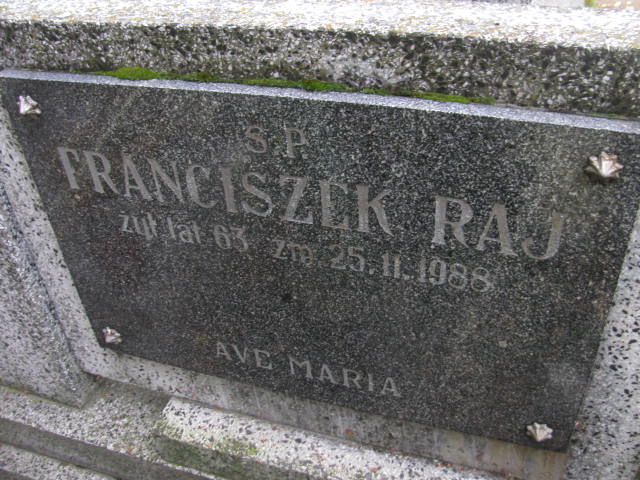 Ś.P.
FRANCISZEK RAJ
żył lat 63 zm. 25.11.1988
AVE MARIA